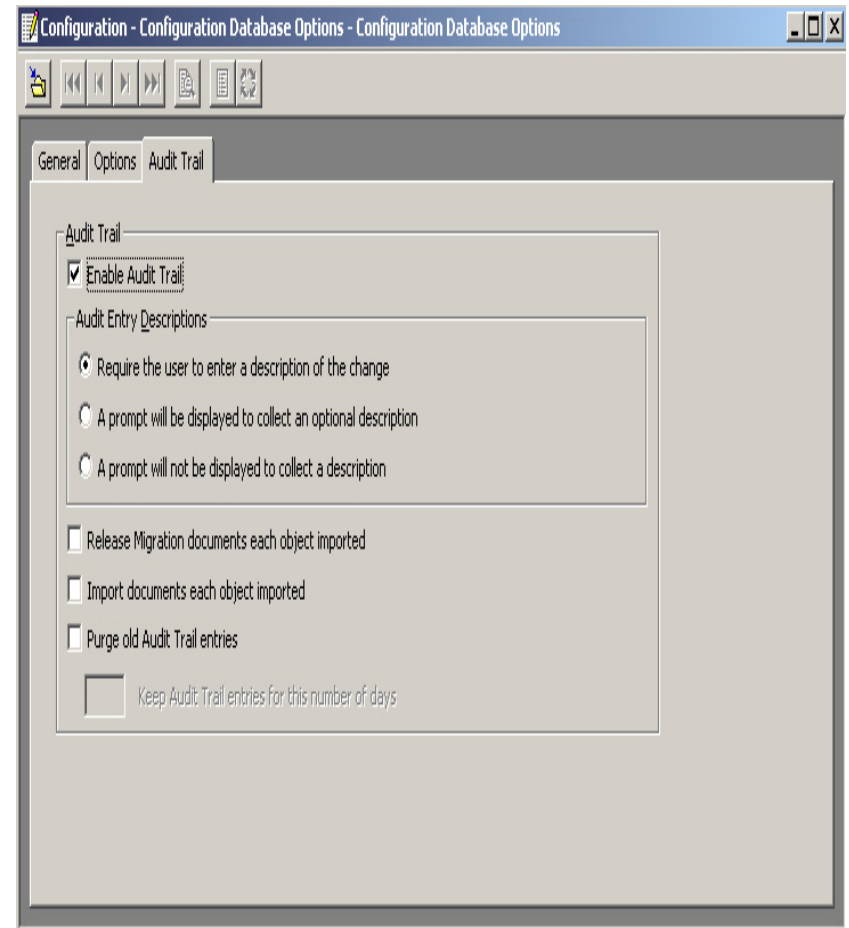 Configuration - Configuration Database Options - Configuration Database Options
General Options Audit Trail
Audit Trail
Enable Audit Trail
Audit Entry Descriptions
Require the user to enter a description of the change
A prompt will be displayed to collect an optional description
A prompt will not be displayed to collect a description
Release Migration documents each object imported
Import documents each object imported
Purge old Audit Trail entries
Keep Audit Trail entries for this number of days